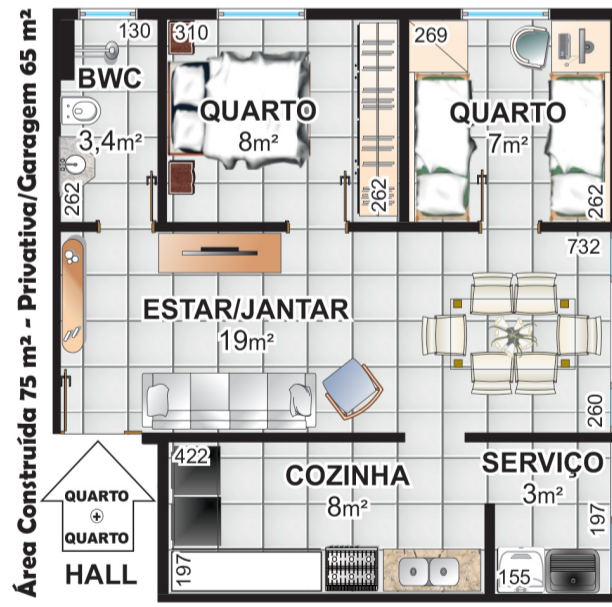 Área Construída 75 m² - Privativa/Garagem 65 m²
130
BWC
3,4m²
262
310
QUARTO
8m²
262
269
QUARTO
7m²
262
732
ESTAR/JANTAR
19m²
260
422
COZINHA
8m²
197
SERVIÇO
3m²
197
155
QUARTO
+
QUARTO
HALL